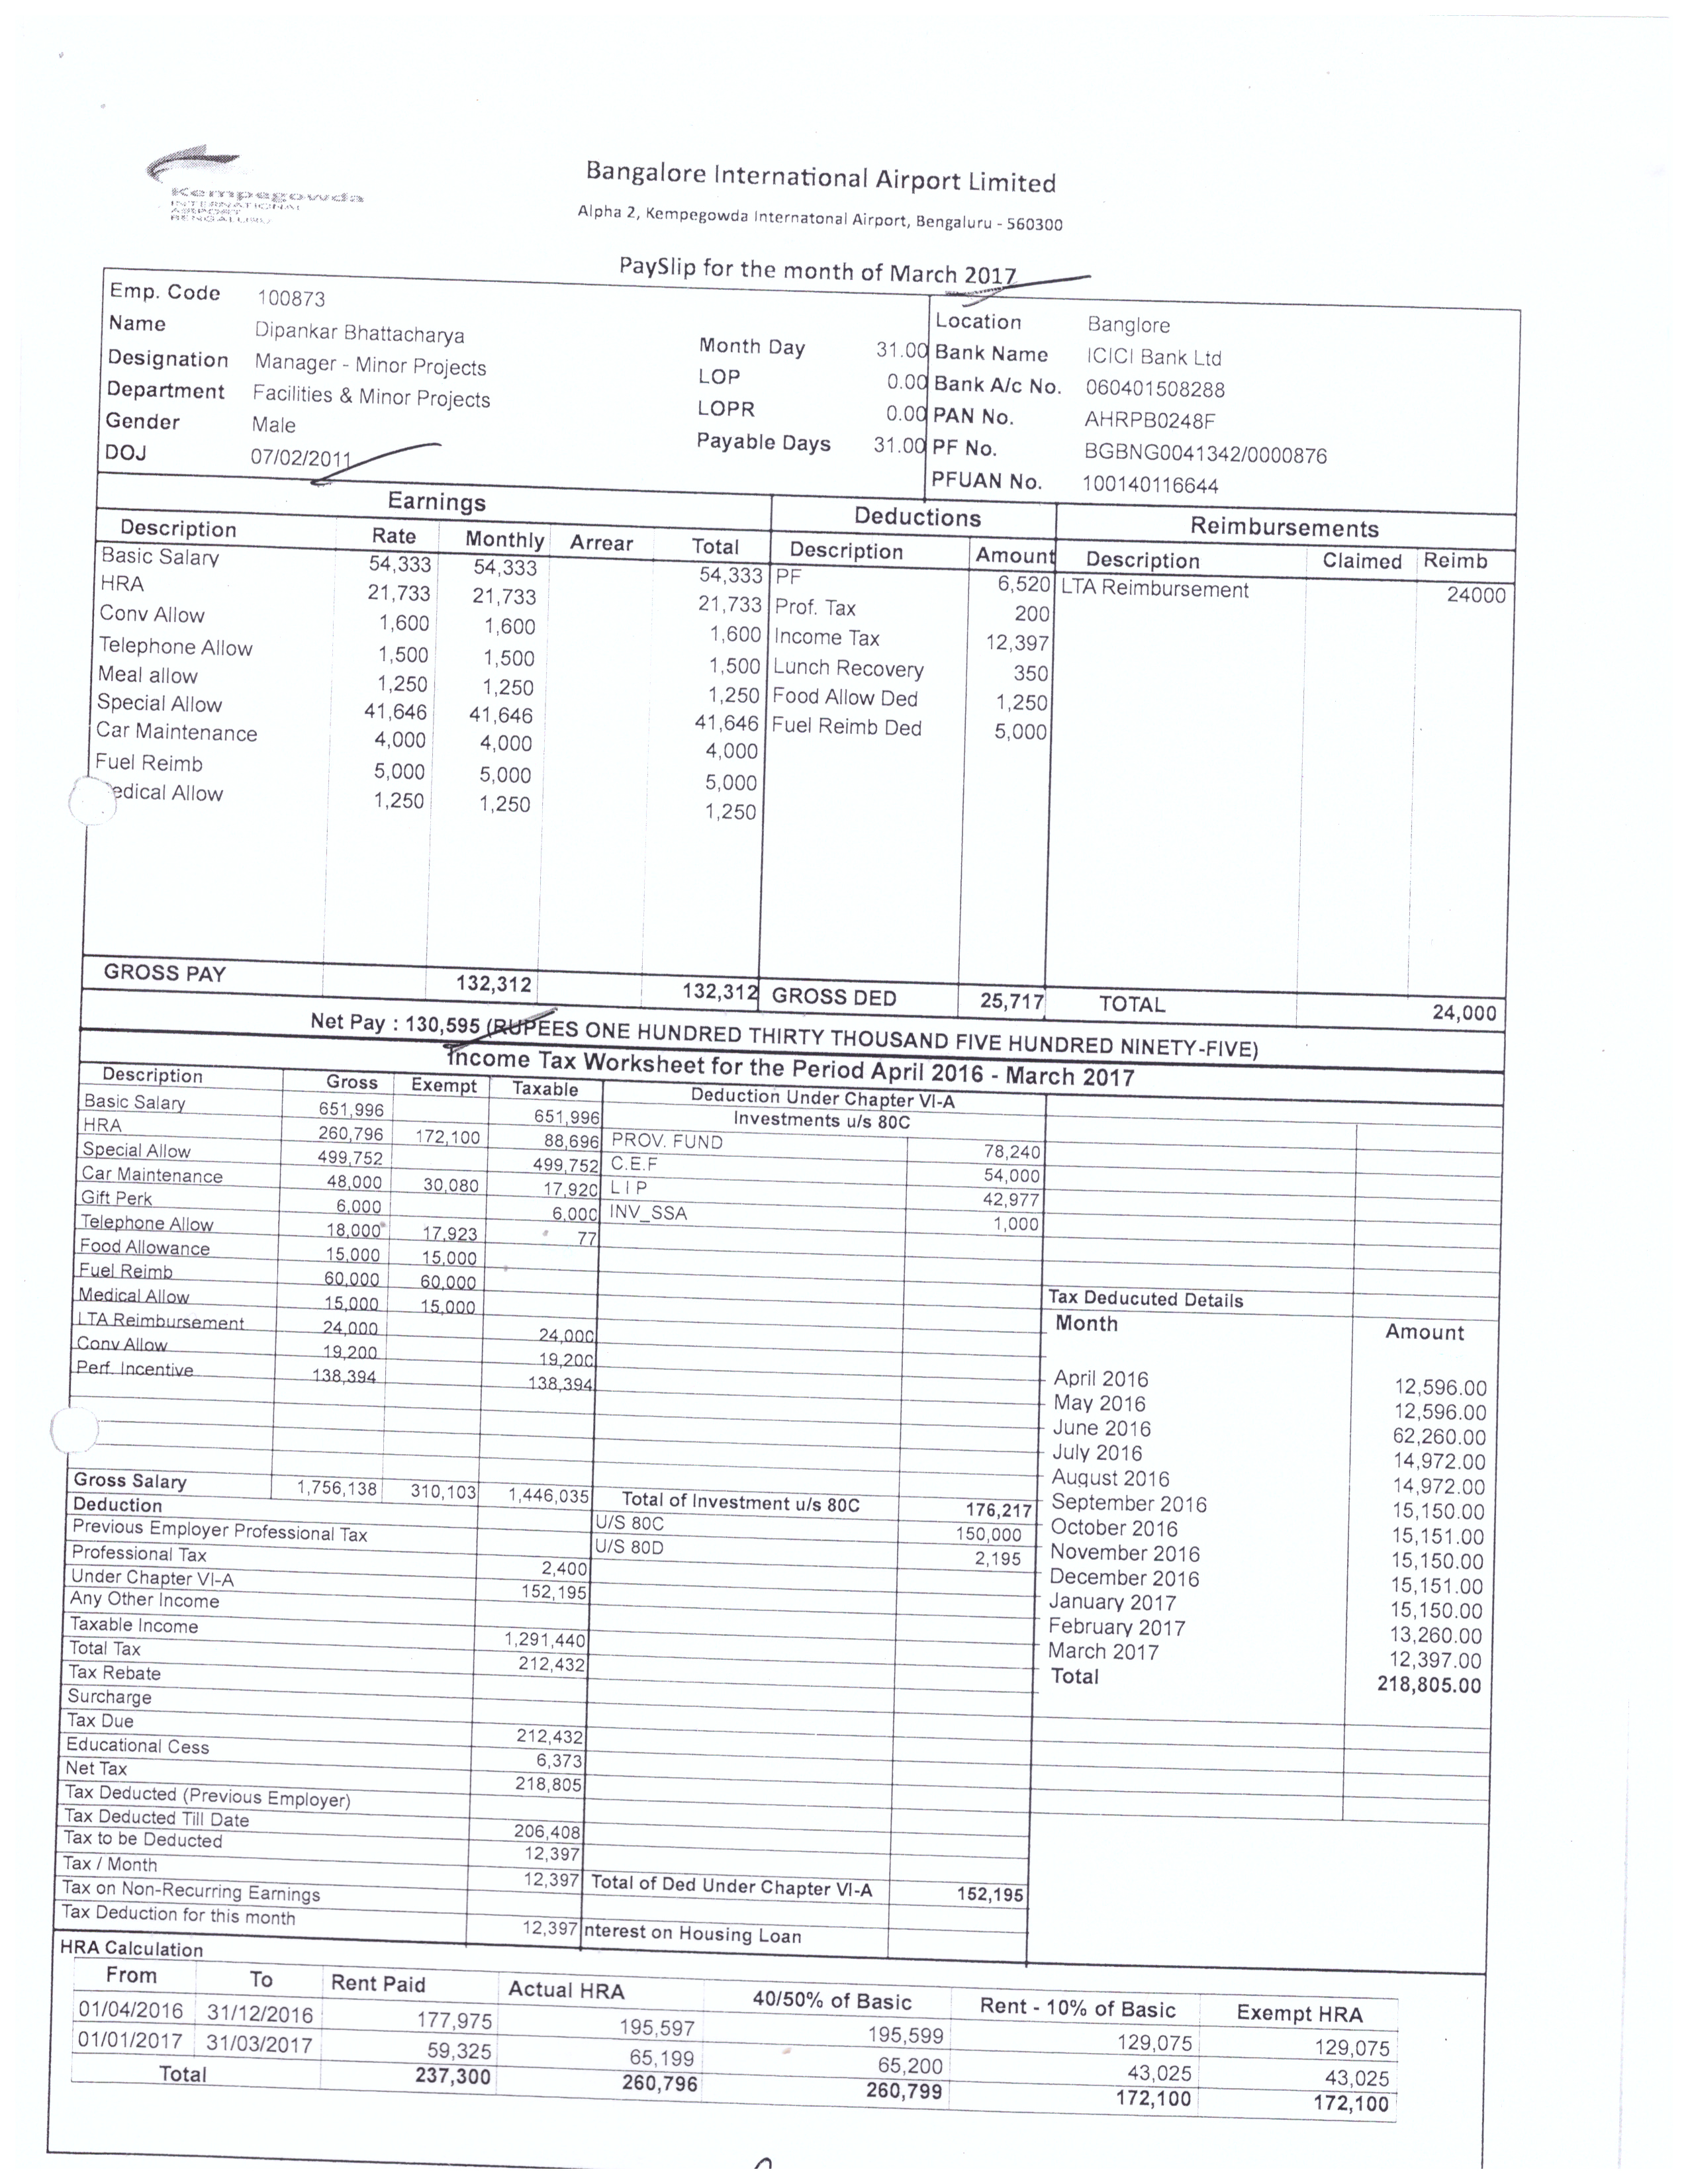 Kempegowda
INTERNATIONAL
AIRPORT
BENGALURU
Bangalore International Airport Limited
Alpha 2, Kempegowda Internatonal Airport, Bengaluru - 560300
PaySlip for the month of March 2017
Emp. Code 100873
Name Dipankar Bhattacharya
Designation Manager - Minor Projects
Department Facilities & Minor Projects
Gender Male
DOJ 07/02/2011
Month Day 31.00
LOP 0.00
LOPR 0.00
Payable Days 31.00
Location Banglore
Bank Name ICICI Bank Ltd
Bank A/c No. 060401508288
PAN No. AHRPB0248F
PF No. BGBNG0041342/0000876
PFUAN No. 100140116644
Earnings Deductions Reimbursements
Description Rate Monthly Arrear Total Description Amount Description Claimed Reimb
Basic Salary 54,333 54,333 54,333 PF 6,520 LTA Reimbursement 24000
HRA 21,733 21,733 21,733 Prof. Tax 200
Conv Allow 1,600 1,600 1,600 Income Tax 12,397
Telephone Allow 1,500 1,500 1,500 Lunch Recovery 350
Meal allow 1,250 1,250 1,250 Food Allow Ded 1,250
Special Allow 41,646 41,646 41,646 Fuel Reimb Ded 5,000
Car Maintenance 4,000 4,000 4,000
Fuel Reimb 5,000 5,000 5,000
edical Allow 1,250 1,250 1,250
GROSS PAY 132,312 132,312 GROSS DED 25,717 TOTAL 24,000
Net Pay : 130,595 (RUPEES ONE HUNDRED THIRTY THOUSAND FIVE HUNDRED NINETY-FIVE)
Income Tax Worksheet for the Period April 2016 - March 2017
Description Gross Exempt Taxable Deduction Under Chapter VI-A
Basic Salary 651,996 651,996 Investments u/s 80C
HRA 260,796 172,100 88,696 PROV. FUND 78,240
Special Allow 499,752 499,752 C.E.F 54,000
Car Maintenance 48,000 30,080 17,920 L I P 42,977
Gift Perk 6,000 6,000 INV_SSA 1,000
Telephone Allow 18,000 17,923 77
Food Allowance 15,000 15,000
Fuel Reimb 60,000 60,000
Medical Allow 15,000 15,000
LTA Reimbursement 24,000 24,000
Conv Allow 19,200 19,200
Perf. Incentive 138,394 138,394
Gross Salary 1,756,138 310,103 1,446,035 Total of Investment u/s 80C 176,217
Deduction U/S 80C 150,000
Previous Employer Professional Tax U/S 80D 2,195
Professional Tax 2,400
Under Chapter VI-A 152,195
Any Other Income
Taxable Income 1,291,440
Total Tax 212,432
Tax Rebate
Surcharge
Tax Due 212,432
Educational Cess 6,373
Net Tax 218,805
Tax Deducted (Previous Employer)
Tax Deducted Till Date 206,408
Tax to be Deducted 12,397
Tax / Month 12,397 Total of Ded Under Chapter VI-A 152,195
Tax on Non-Recurring Earnings
Tax Deduction for this month 12,397 nterest on Housing Loan
Tax Deducuted Details
Month Amount
April 2016 12,596.00
May 2016 12,596.00
June 2016 62,260.00
July 2016 14,972.00
August 2016 14,972.00
September 2016 15,150.00
October 2016 15,151.00
November 2016 15,150.00
December 2016 15,151.00
January 2017 15,150.00
February 2017 13,260.00
March 2017 12,397.00
Total 218,805.00
HRA Calculation
From To Rent Paid Actual HRA 40/50% of Basic Rent - 10% of Basic Exempt HRA
01/04/2016 31/12/2016 177,975 195,597 195,599 129,075 129,075
01/01/2017 31/03/2017 59,325 65,199 65,200 43,025 43,025
Total 237,300 260,796 260,799 172,100 172,100